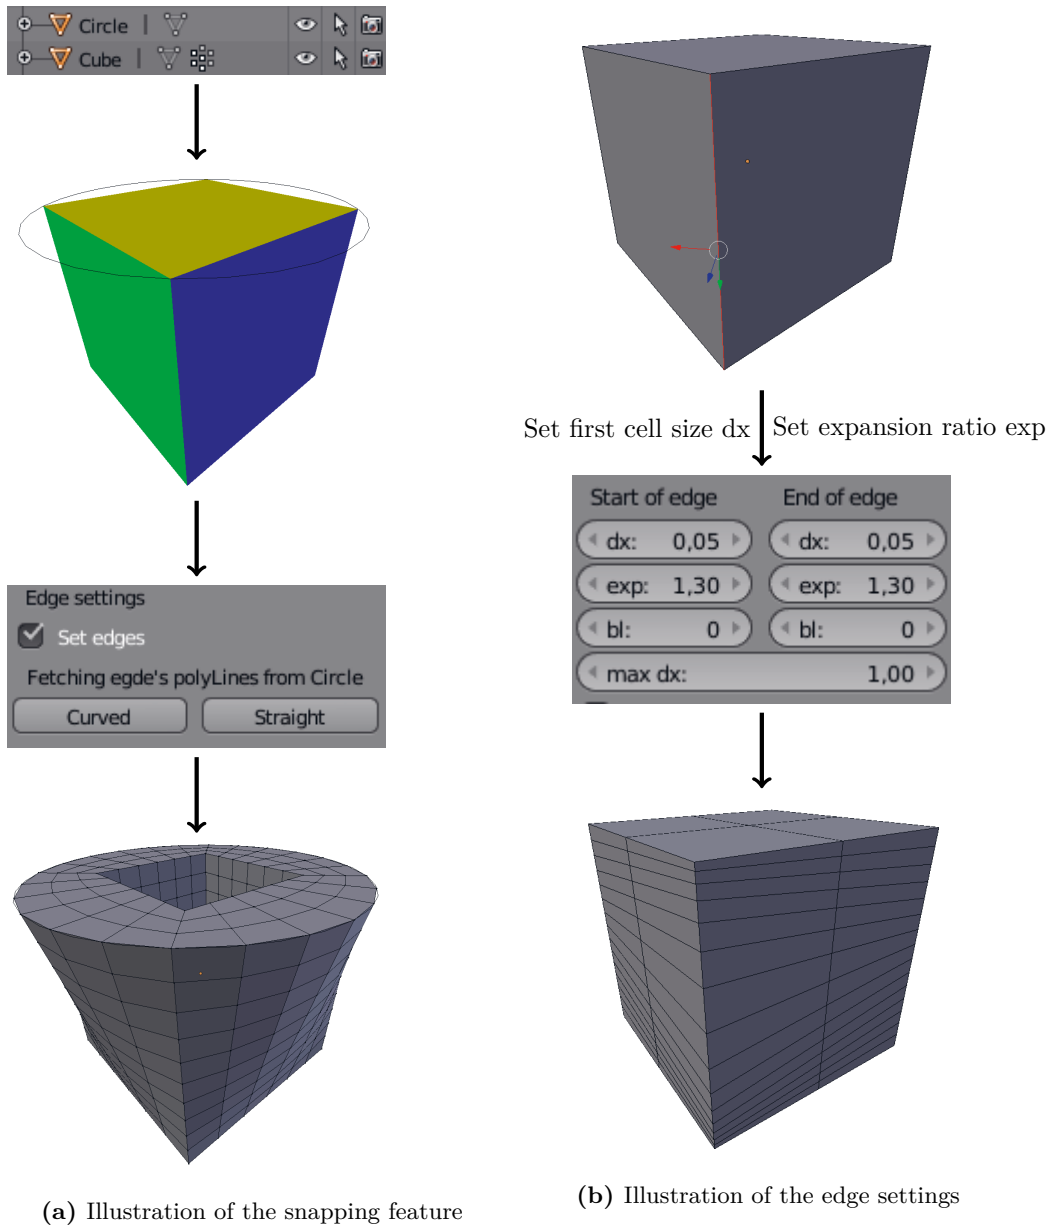 Circle |
Cube |
Edge settings
Set edges
Fetching egde's polyLines from Circle
Curved Straight
(a) Illustration of the snapping feature
Set first cell size dx Set expansion ratio exp
Start of edge End of edge
dx: 0,05 dx: 0,05
exp: 1,30 exp: 1,30
bl: 0 bl: 0
max dx: 1,00
(b) Illustration of the edge settings